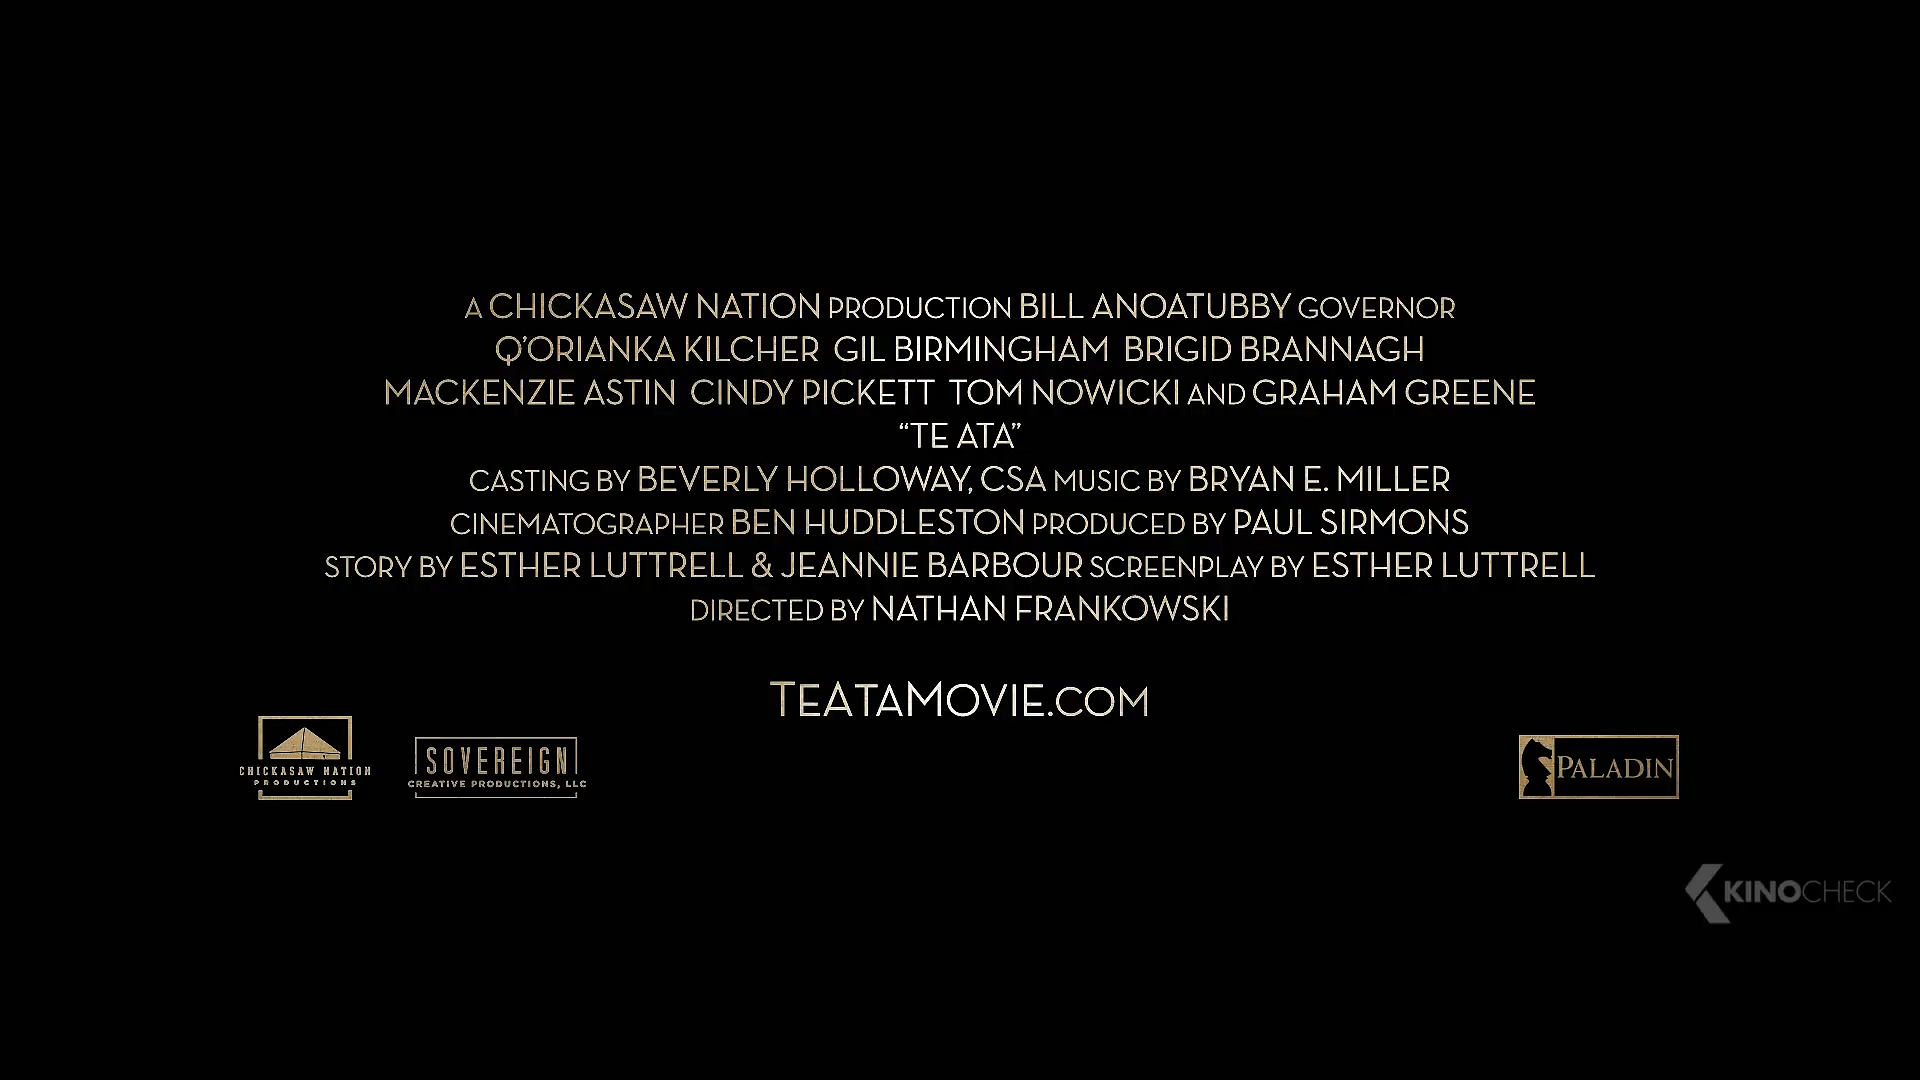 A CHICKASAW NATION PRODUCTION BILL ANOATUBBY GOVERNOR
Q’ORIANKA KILCHER GIL BIRMINGHAM BRIGID BRANNAGH
MACKENZIE ASTIN CINDY PICKETT TOM NOWICKI AND GRAHAM GREENE
“TE ATA”
CASTING BY BEVERLY HOLLOWAY, CSA MUSIC BY BRYAN E. MILLER
CINEMATOGRAPHER BEN HUDDLESTON PRODUCED BY PAUL SIRMONS
STORY BY ESTHER LUTTRELL & JEANNIE BARBOUR SCREENPLAY BY ESTHER LUTTRELL
DIRECTED BY NATHAN FRANKOWSKI
TEATAMOVIE.COM
CHICKASAW NATION
PRODUCTIONS
SOVEREIGN
CREATIVE PRODUCTIONS, LLC
PALADIN
KINOCHECK